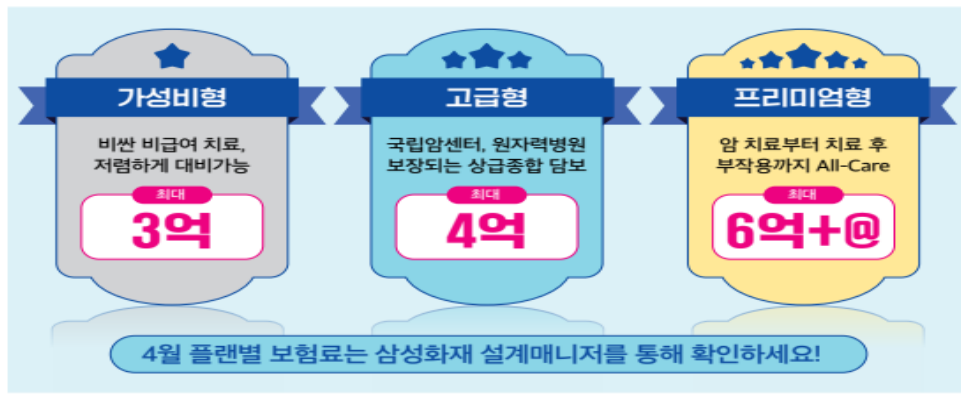 가성비형
비싼 비급여 치료,
저렴하게 대비가능
최대
3억
고급형
국립암센터, 원자력병원
보장되는 상급종합 담보
최대
4억
프리미엄형
암 치료부터 치료 후
부작용까지 All-Care
최대
6억+@
4월 플랜별 보험료는 삼성화재 설계매니저를 통해 확인하세요!